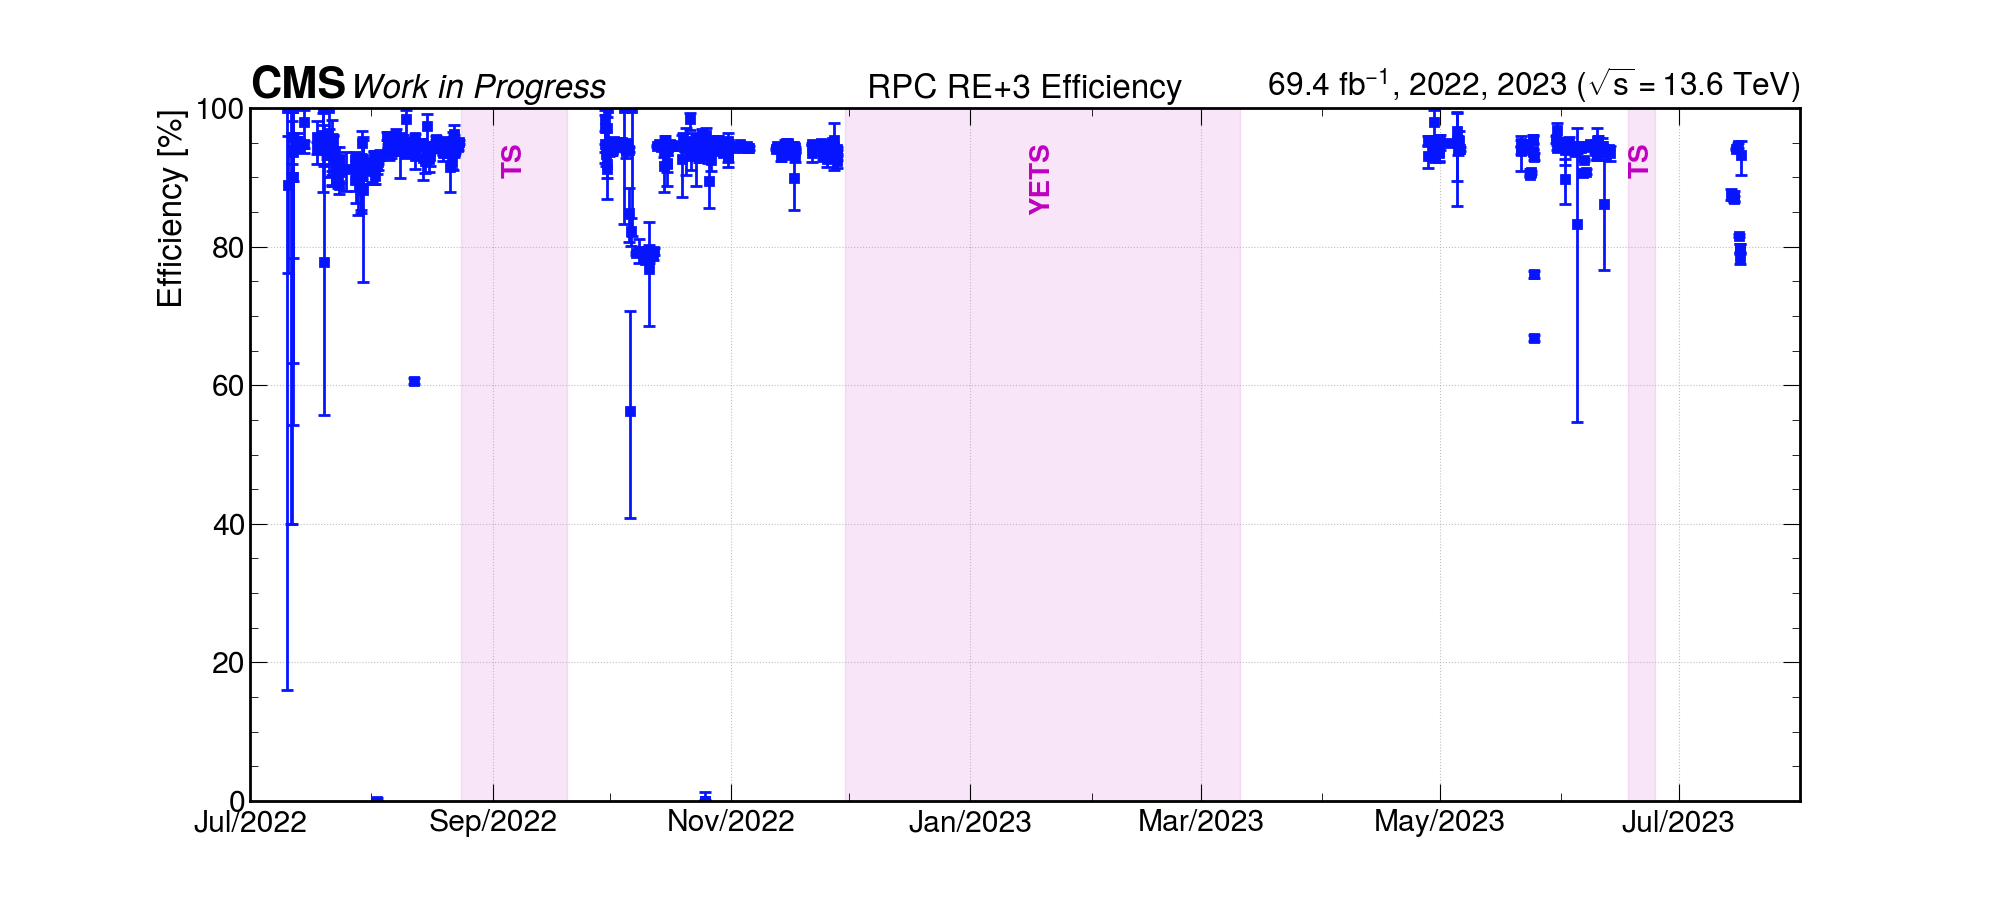 CMS Work in Progress RPC RE+3 Efficiency 69.4 fb⁻¹, 2022, 2023 (√s = 13.6 TeV)
Efficiency [%]
100
80
60
40
20
0
TS
YETS
TS
Jul/2022 Sep/2022 Nov/2022 Jan/2023 Mar/2023 May/2023 Jul/2023